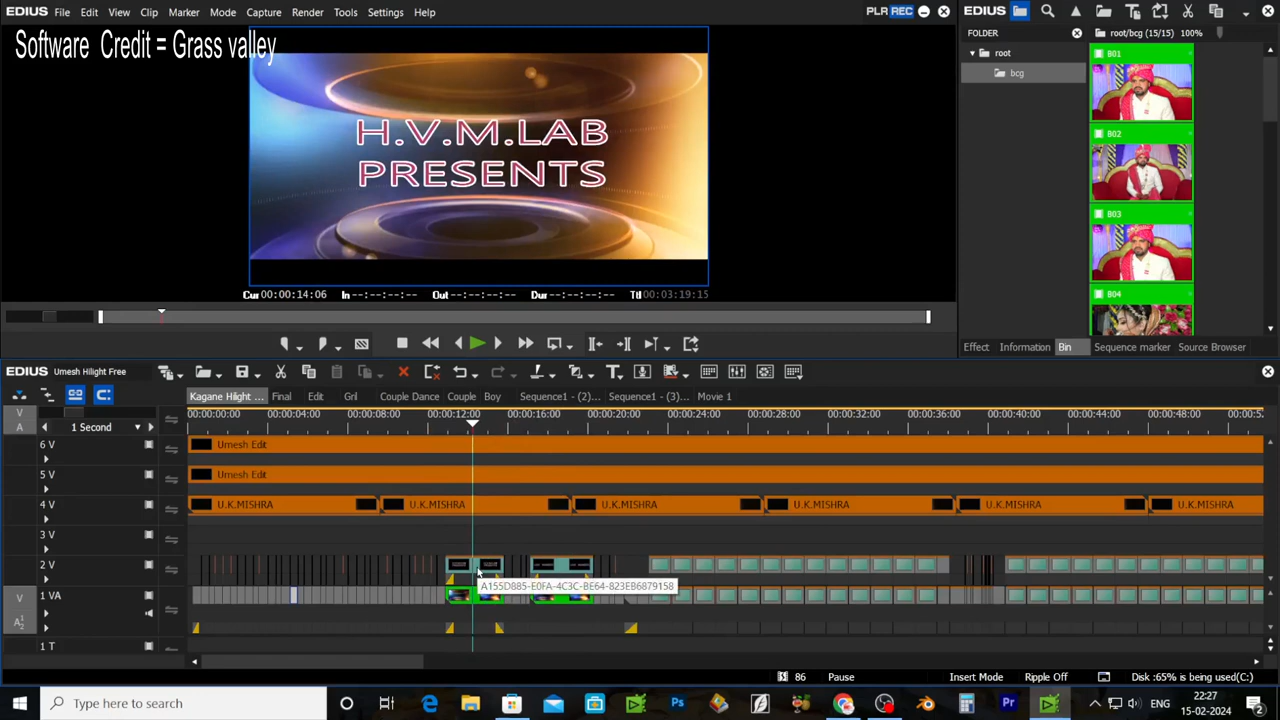 EDIUS File Edit View Clip Marker Mode Capture Render Tools Settings Help PLR REC
Software Credit = Grass valley
H.V.M.LAB
PRESENTS
Cur 00:00:14:06 In --:--:--:-- Out --:--:--:-- Dur --:--:--:-- Ttl 00:03:19:15
EDIUS
FOLDER
root/bcg (15/15) 100%
root
bcg
B01
B02
B03
B04
Effect Information Bin Sequence marker Source Browser
EDIUS Umesh Hilight Free
Kagane Hilight ... Final Edit Gril Couple Dance Couple Boy Sequence1 - (2)... Sequence1 - (3)... Movie 1
V
A
1 Second
00:00:00:00 00:00:04:00 00:00:08:00 00:00:12:00 00:00:16:00 00:00:20:00 00:00:24:00 00:00:28:00 00:00:32:00 00:00:36:00 00:00:40:00 00:00:44:00 00:00:48:00 00:00:52
6 V Umesh Edit
5 V Umesh Edit
4 V U.K.MISHRA U.K.MISHRA U.K.MISHRA U.K.MISHRA U.K.MISHRA U.K.MISHRA
3 V
2 V
A155D885-E0FA-4C3C-BE64-823EB6879158
V 1 VA
A
1 T
86 Pause Insert Mode Ripple Off Disk :65% is being used(C:)
Type here to search
Ps
Pr
ENG
22:27
15-02-2024
2